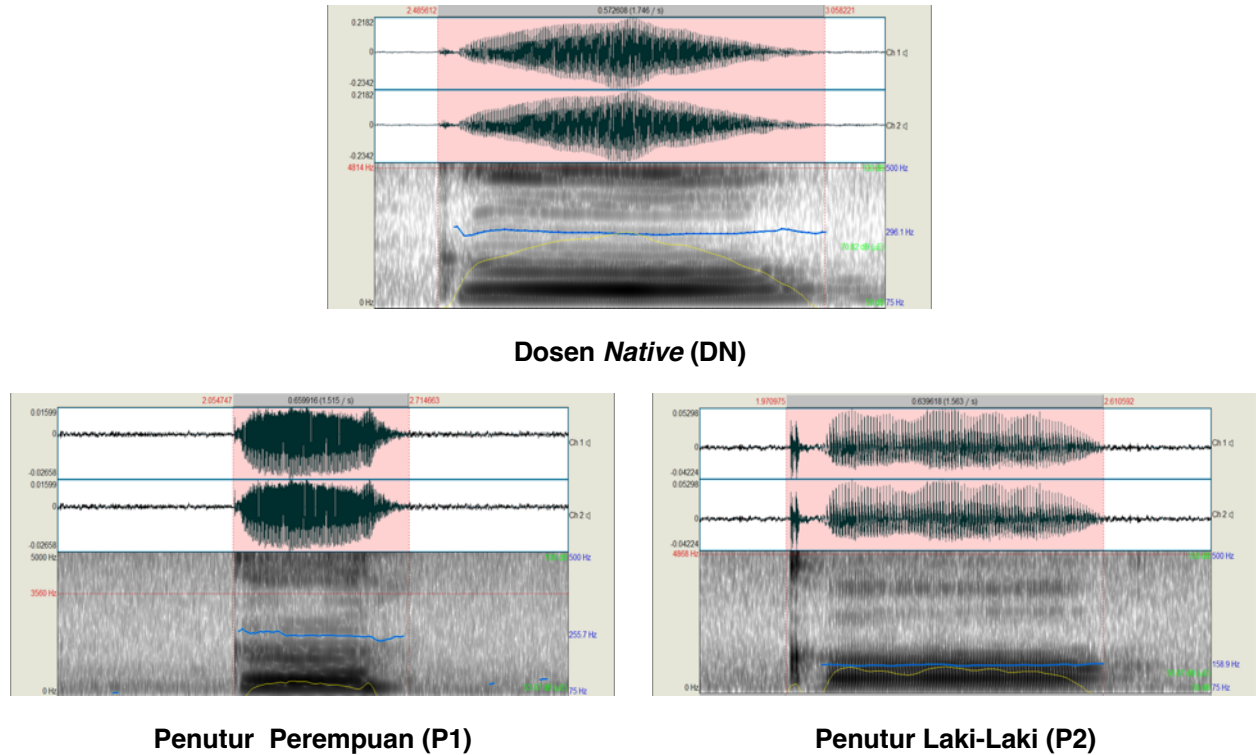 2.485612 0.572608 (1.746 / s) 3.058221
0.2182
0
-0.2342
0.2182
0
-0.2342
Ch 1
Ch 2
4814 Hz
500 Hz
296.1 Hz
0 Hz
75 Hz
Dosen Native (DN)
2.054747 0.659916 (1.515 / s) 2.714663
0.01599
0
-0.02658
0.01599
0
-0.02658
Ch 1
Ch 2
5000 Hz
500 Hz
3560 Hz
255.7 Hz
0 Hz
75 Hz
Penutur Perempuan (P1)
1.970975 0.639618 (1.563 / s) 2.610592
0.05298
0
-0.04224
0.05298
0
-0.04224
Ch 1
Ch 2
4868 Hz
500 Hz
158.9 Hz
0 Hz
75 Hz
Penutur Laki-Laki (P2)